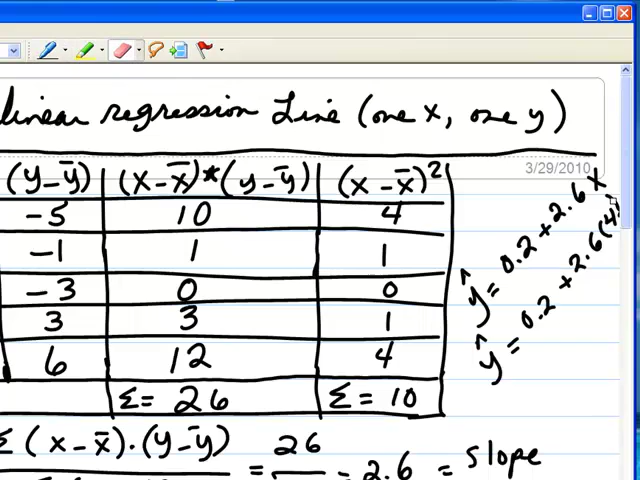 linear regression Line (one x, one y)
3/29/2010
(y-ȳ) (x-x̄)*(y-ȳ) (x-x̄)²
-5 10 4
-1 1 1
-3 0 0
3 3 1
6 12 4
Σ= 26 Σ= 10
ŷ= 0.2+2.6x
ŷ= 0.2+2.6(4)
Σ(x-x̄)·(y-ȳ) = 26 = 2.6 = slope